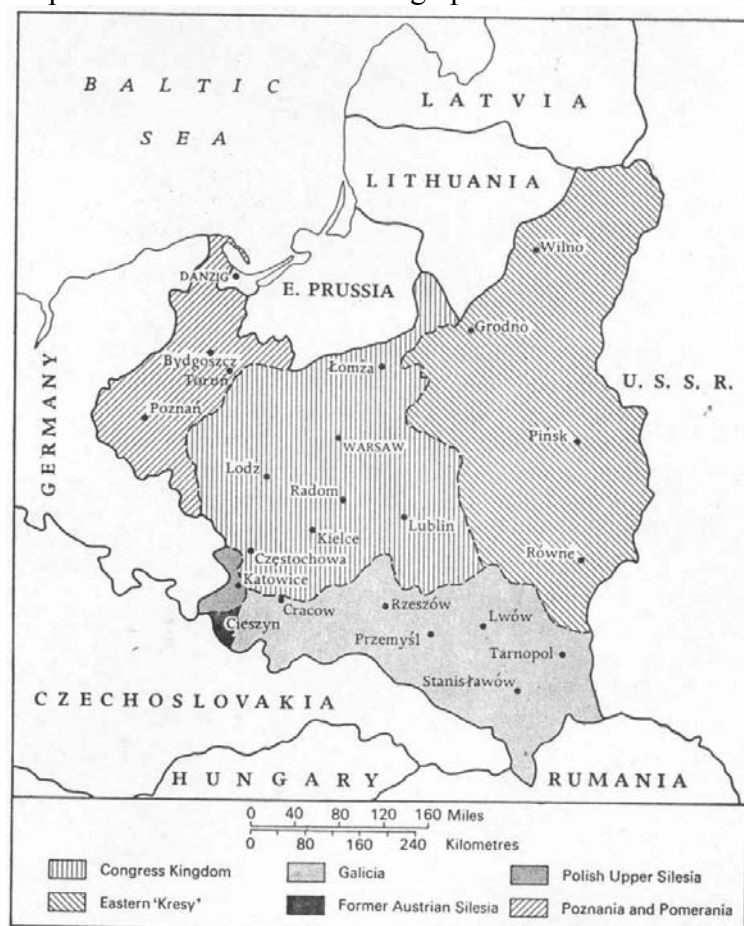 BALTIC
SEA
LATVIA
LITHUANIA
Wilno
DANZIG
E. PRUSSIA
Grodno
Bydgoszcz
Toruń
Łomża
U. S. S. R.
GERMANY
Poznań
WARSAW
Pińsk
Lodz
Radom
Lublin
Kielce
Równe
Częstochowa
Katowice
Cracow
Rzeszów
Lwów
Cieszyn
Przemyśl
Tarnopol
Stanisławów
CZECHOSLOVAKIA
HUNGARY
RUMANIA
0 40 80 120 160 Miles
0 80 160 240 Kilometres
Congress Kingdom
Galicia
Polish Upper Silesia
Eastern 'Kresy'
Former Austrian Silesia
Poznania and Pomerania